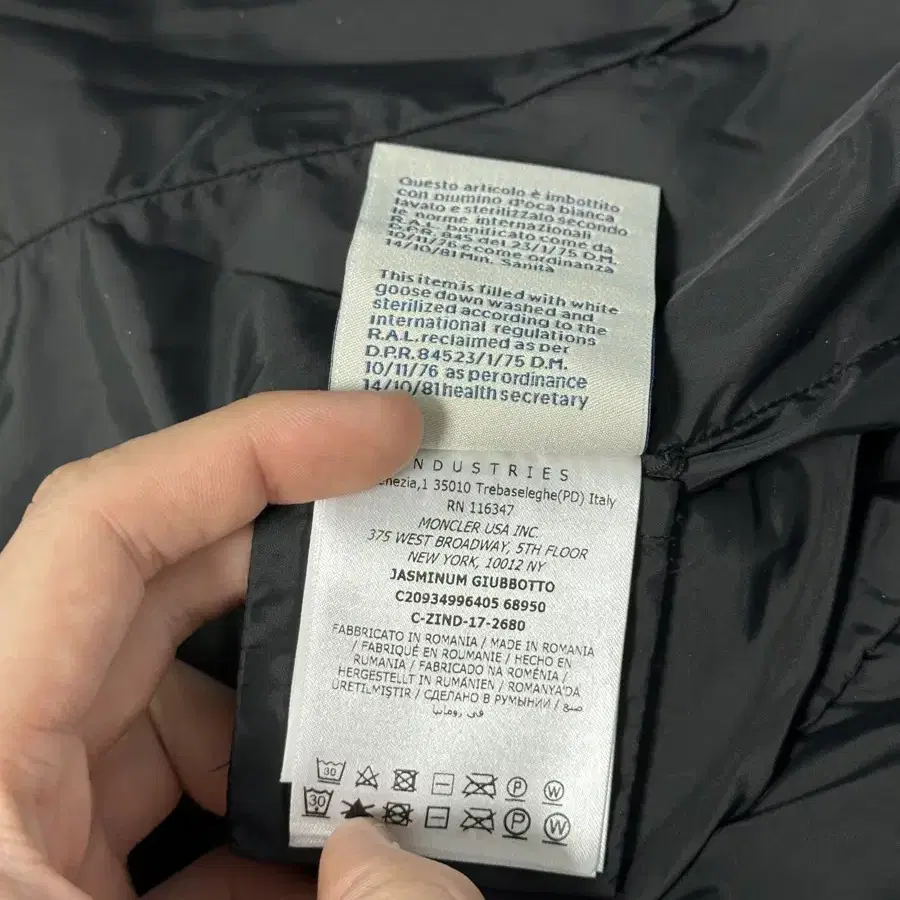 Questo articolo è imbottito
con piumino d'oca bianca
lavato e sterilizzato secondo
le norme internazionali
R.A.L. bonificato come da
D.P.R. 845 del 23/1/75 D.M.
10/11/76 e come ordinanza
14/10/81 Min. Sanità
This item is filled with white
goose down washed and
sterilized according to the
international regulations
R.A.L. reclaimed as per
D.P.R. 84523/1/75 D.M.
10/11/76 as per ordinance
14/10/81 health secretary
NDUSTRIES
enezia,1 35010 Trebaseleghe(PD) Italy
RN 116347
MONCLER USA INC.
375 WEST BROADWAY, 5TH FLOOR
NEW YORK, 10012 NY
JASMINUM GIUBBOTTO
C20934996405 68950
C-ZIND-17-2680
FABBRICATO IN ROMANIA / MADE IN ROMANIA
/ FABRIQUÉ EN ROUMANIE / HECHO EN
RUMANIA / FABRICADO NA ROMÉNIA /
HERGESTELLT IN RUMÄNIEN / ROMANYA'DA
ÜRETILMIŞTIR / СДЕЛАНО В РУМЫНИИ / صنع
في رومانيا
30 P W
30 P W